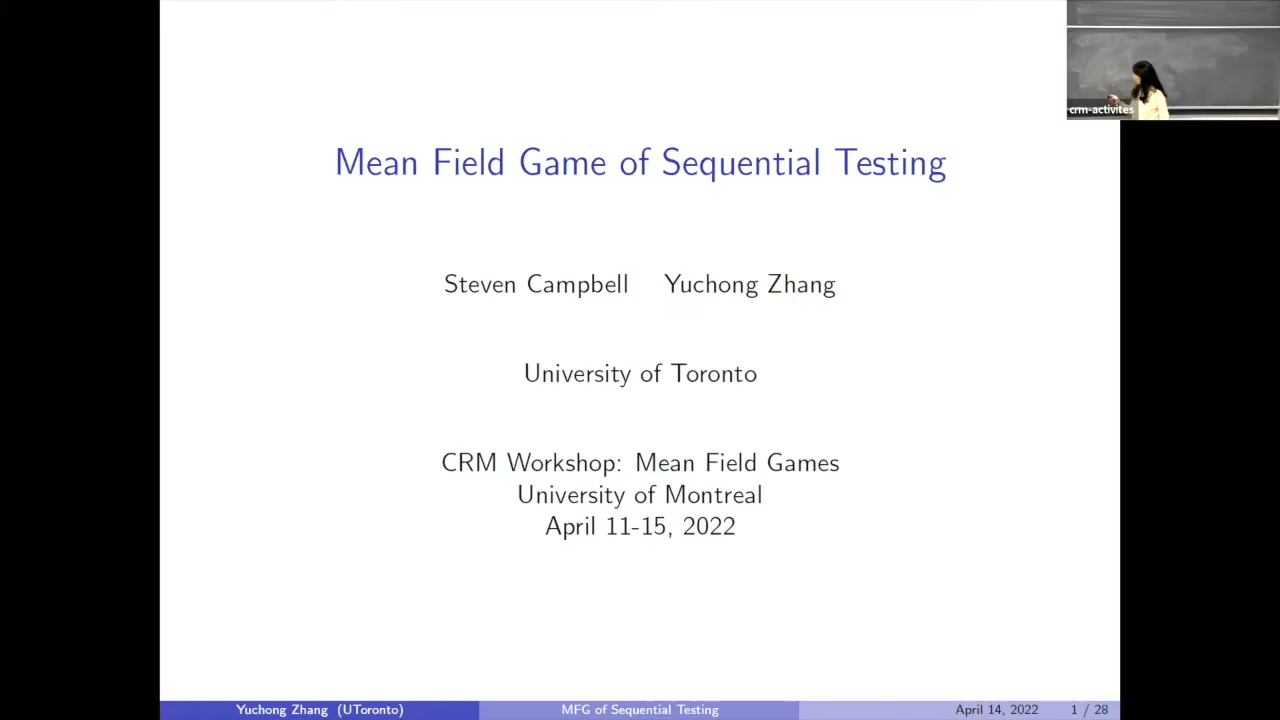 crm-activites
Mean Field Game of Sequential Testing
Steven Campbell Yuchong Zhang
University of Toronto
CRM Workshop: Mean Field Games
University of Montreal
April 11-15, 2022
Yuchong Zhang (UToronto) MFG of Sequential Testing April 14, 2022 1 / 28